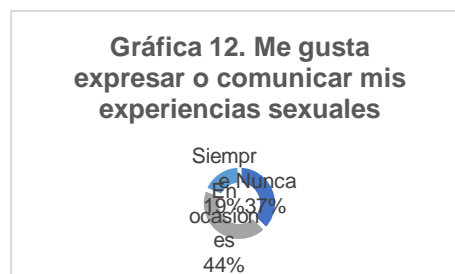 Gráfica 12. Me gusta
expresar o comunicar mis
experiencias sexuales
Siempr
e
19%
Nunca
37%
En
ocasion
es
44%